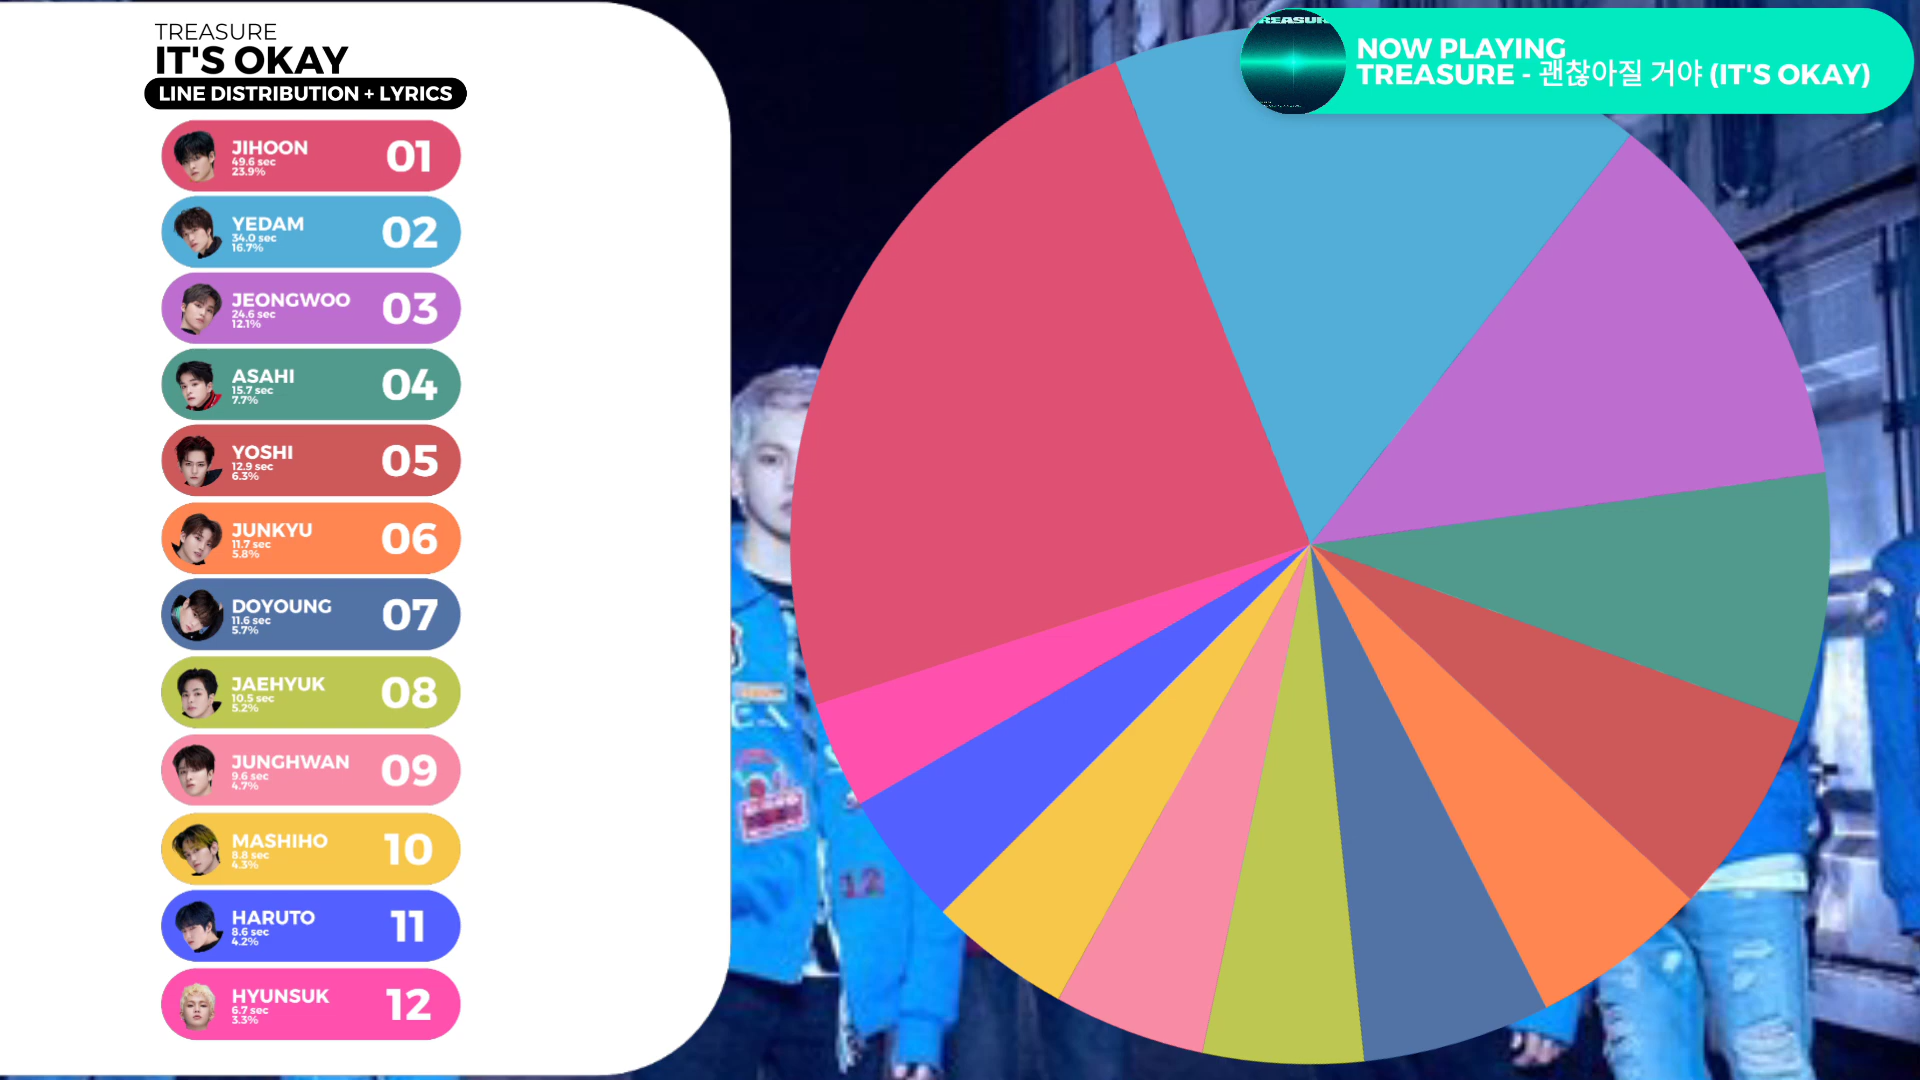 TREASURE
IT'S OKAY
LINE DISTRIBUTION + LYRICS
JIHOON
49.6 sec
23.9%
01
YEDAM
34.0 sec
16.7%
02
JEONGWOO
24.6 sec
12.1%
03
ASAHI
15.7 sec
7.7%
04
YOSHI
12.9 sec
6.3%
05
JUNKYU
11.7 sec
5.8%
06
DOYOUNG
11.6 sec
5.7%
07
JAEHYUK
10.5 sec
5.2%
08
JUNGHWAN
9.6 sec
4.7%
09
MASHIHO
8.8 sec
4.3%
10
HARUTO
8.6 sec
4.2%
11
HYUNSUK
6.7 sec
3.3%
12
TREASURE
NOW PLAYING
TREASURE - 괜찮아질 거야 (IT'S OKAY)
12